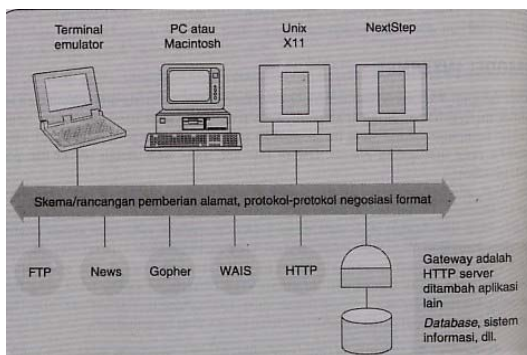 Terminal
emulator
PC atau
Macintosh
Unix
X11
NextStep
Skema/rancangan pemberian alamat, protokol-protokol negosiasi format
FTP
News
Gopher
WAIS
HTTP
Gateway adalah
HTTP server
ditambah aplikasi
lain
Database, sistem
informasi, dll.